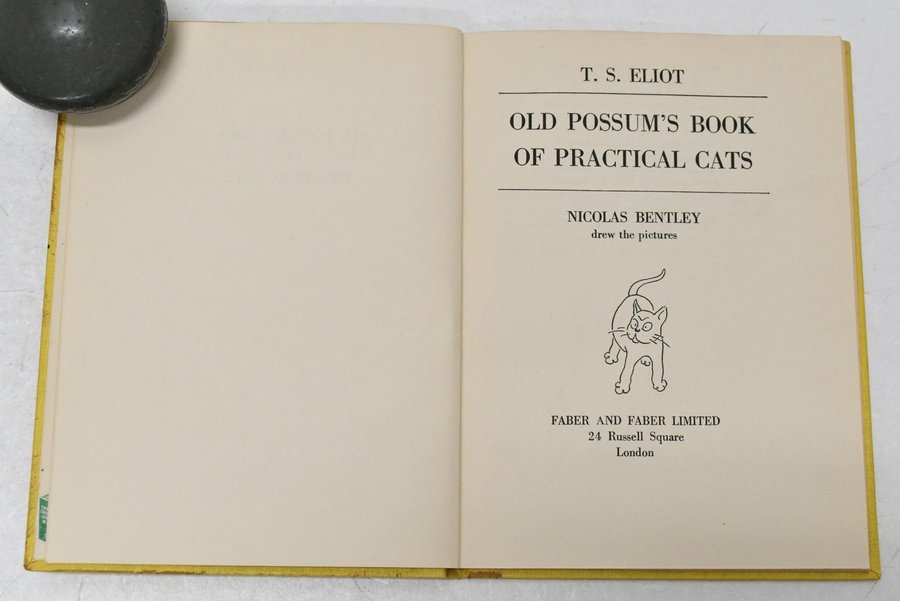 T. S. ELIOT
OLD POSSUM'S BOOK
OF PRACTICAL CATS
NICOLAS BENTLEY
drew the pictures
FABER AND FABER LIMITED
24 Russell Square
London